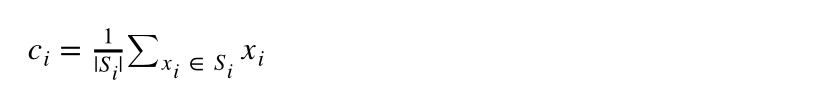 $c_i = \frac{1}{|S_i|} \sum_{x_i \in S_i} x_i$